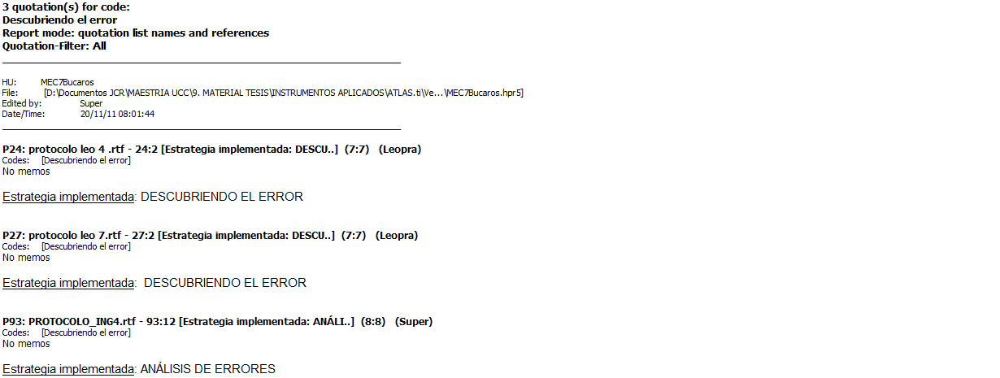 3 quotation(s) for code:
Descubriendo el error
Report mode: quotation list names and references
Quotation-Filter: All
HU: MEC7Bucaros
File: [D:\Documentos JCR\MAESTRIA UCC\9. MATERIAL TESIS\INSTRUMENTOS APLICADOS\ATLAS.ti\Ve...\MEC7Bucaros.hpr5]
Edited by: Super
Date/Time: 20/11/11 08:01:44
P24: protocolo leo 4 .rtf - 24:2 [Estrategia implementada: DESCU..] (7:7) (Leopra)
Codes: [Descubriendo el error]
No memos
Estrategia implementada: DESCUBRIENDO EL ERROR
P27: protocolo leo 7.rtf - 27:2 [Estrategia implementada: DESCU..] (7:7) (Leopra)
Codes: [Descubriendo el error]
No memos
Estrategia implementada: DESCUBRIENDO EL ERROR
P93: PROTOCOLO_ING4.rtf - 93:12 [Estrategia implementada: ANÁLI..] (8:8) (Super)
Codes: [Descubriendo el error]
No memos
Estrategia implementada: ANÁLISIS DE ERRORES